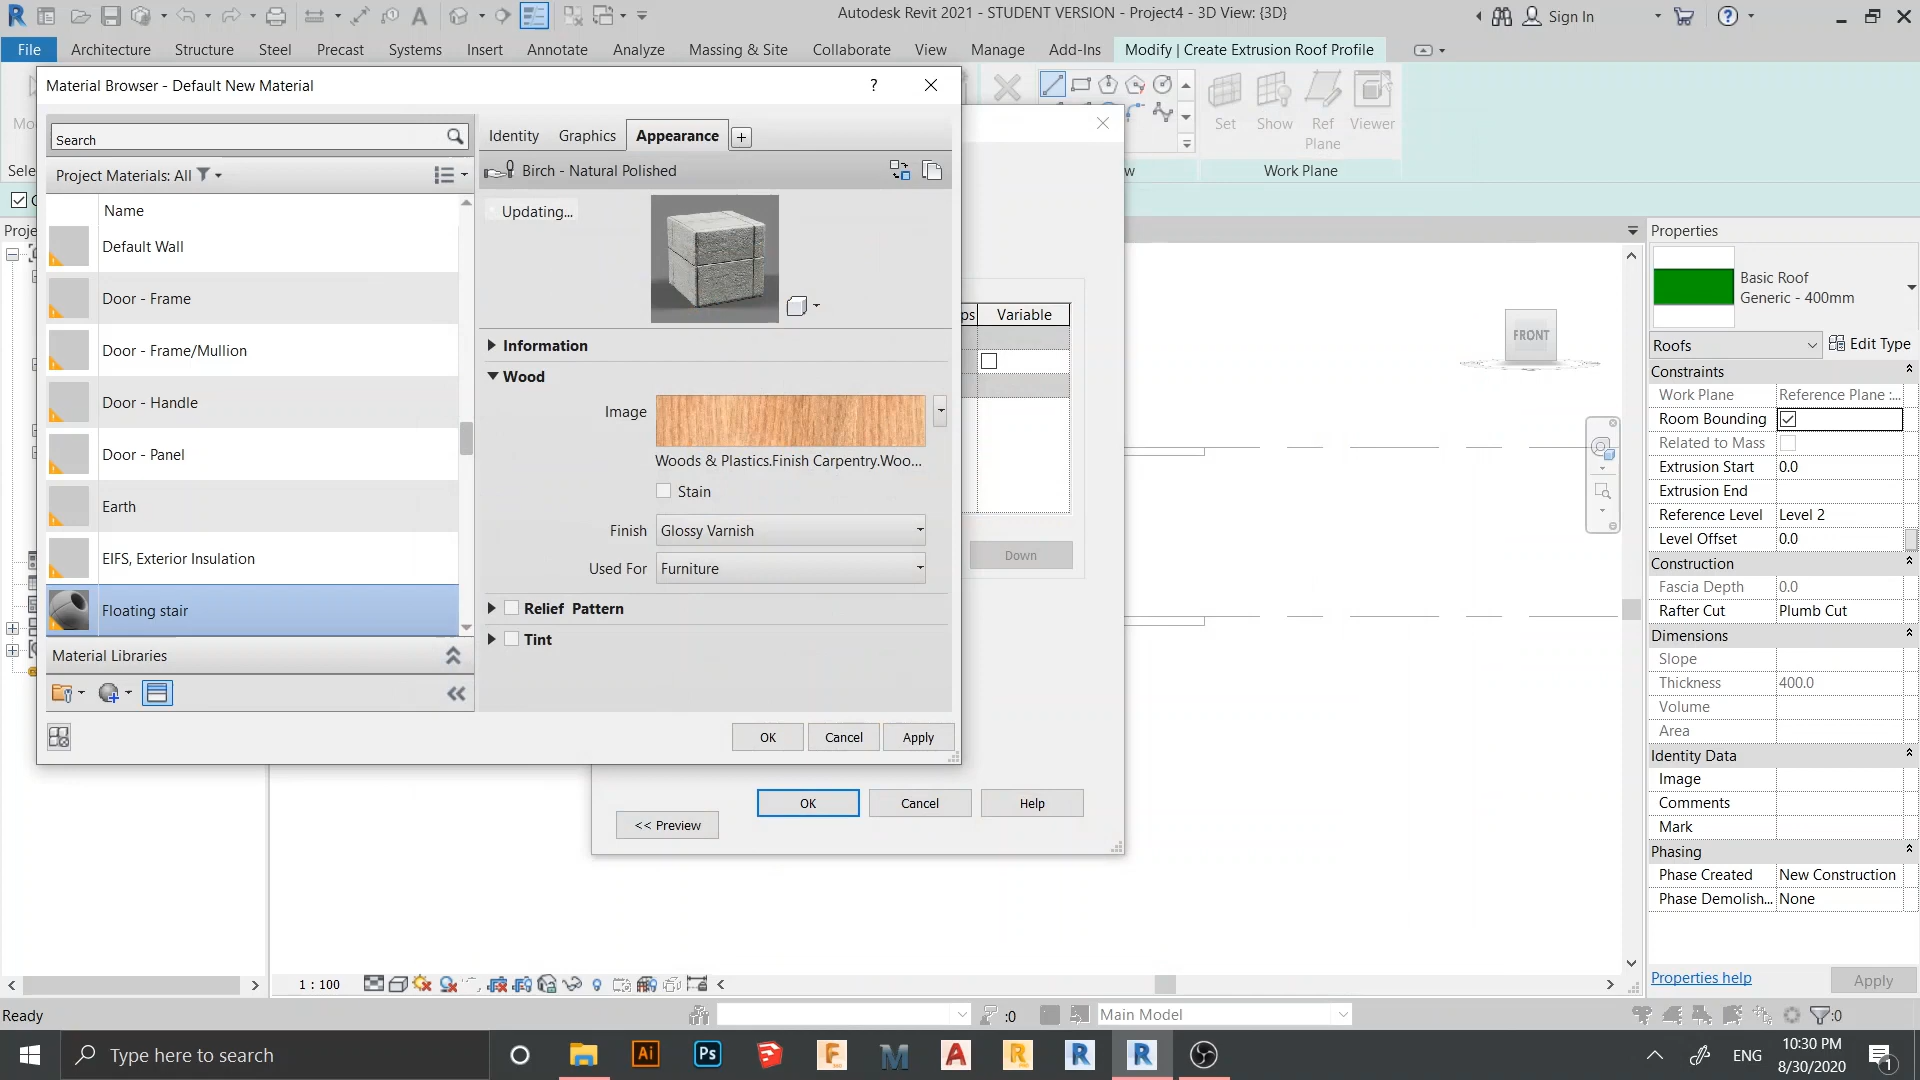 Autodesk Revit 2021 - STUDENT VERSION - Project4 - 3D View: {3D}
Sign In
File
Architecture
Structure
Steel
Precast
Systems
Insert
Annotate
Analyze
Massing & Site
Collaborate
View
Manage
Add-Ins
Modify | Create Extrusion Roof Profile
Set
Show
Ref Plane
Viewer
Work Plane
Material Browser - Default New Material
?
Search
Project Materials: All
Name
Default Wall
Door - Frame
Door - Frame/Mullion
Door - Handle
Door - Panel
Earth
EIFS, Exterior Insulation
Floating stair
Material Libraries
Identity
Graphics
Appearance
Birch - Natural Polished
Updating...
Information
Wood
Image
Woods & Plastics.Finish Carpentry.Woo...
Stain
Finish
Glossy Varnish
Used For
Furniture
Relief Pattern
Tint
OK
Cancel
Apply
Variable
Down
OK
Cancel
Help
<< Preview
FRONT
Properties
Basic Roof
Generic - 400mm
Roofs
Edit Type
Constraints
Work Plane
Reference Plane :...
Room Bounding
Related to Mass
Extrusion Start
0.0
Extrusion End
Reference Level
Level 2
Level Offset
0.0
Construction
Fascia Depth
0.0
Rafter Cut
Plumb Cut
Dimensions
Slope
Thickness
400.0
Volume
Area
Identity Data
Image
Comments
Mark
Phasing
Phase Created
New Construction
Phase Demolish...
None
Properties help
Apply
1 : 100
Ready
:0
Main Model
:0
Type here to search
ENG
10:30 PM
8/30/2020
1